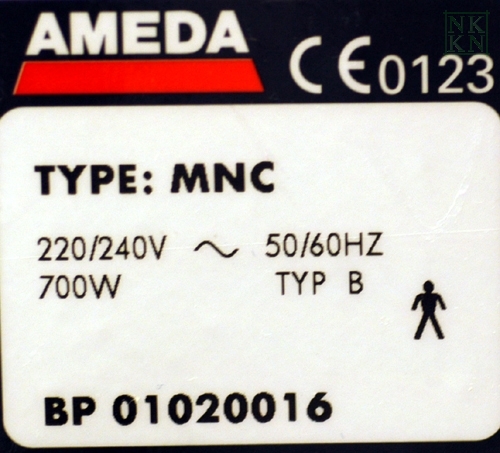 AMEDA
CE0123
NK
KN
TYPE: MNC
220/240V ~ 50/60HZ
700W TYP B
BP 01020016